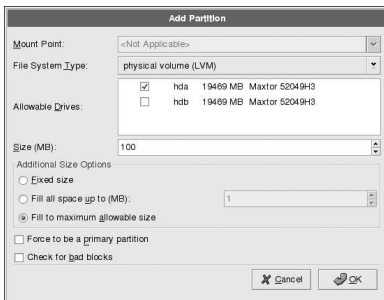 Add Partition
Mount Point: <Not Applicable>
File System Type: physical volume (LVM)
Allowable Drives:
hda 19469 MB Maxtor 52049H3
hdb 19469 MB Maxtor 52049H3
Size (MB): 100
Additional Size Options
Fixed size
Fill all space up to (MB): 1
Fill to maximum allowable size
Force to be a primary partition
Check for bad blocks
Cancel OK